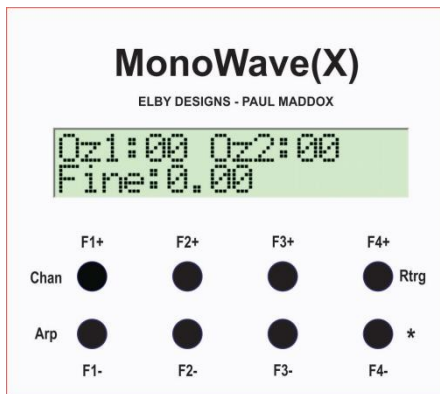 MonoWave(X)
ELBY DESIGNS - PAUL MADDOX
Oz1:00 Oz2:00
Fine:0.00
F1+ F2+ F3+ F4+
Chan Rtrg
Arp *
F1- F2- F3- F4-